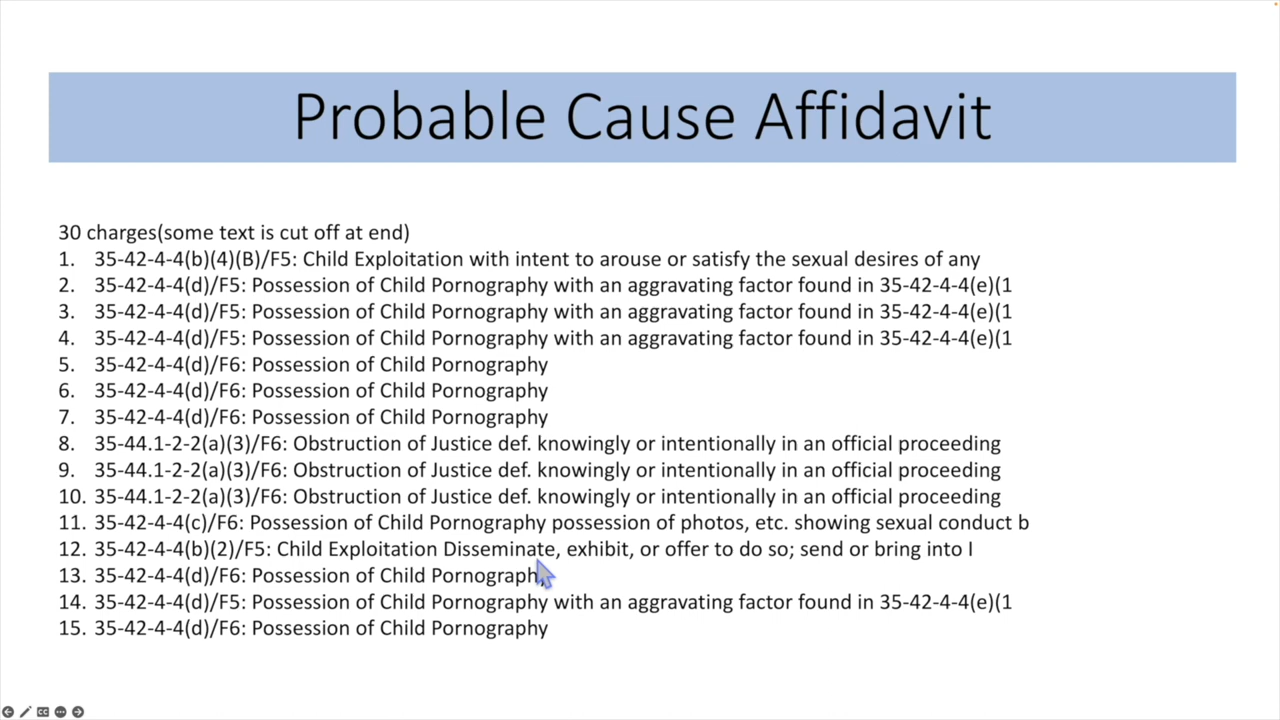 Probable Cause Affidavit
30 charges(some text is cut off at end)
1. 35-42-4-4(b)(4)(B)/F5: Child Exploitation with intent to arouse or satisfy the sexual desires of any
2. 35-42-4-4(d)/F5: Possession of Child Pornography with an aggravating factor found in 35-42-4-4(e)(1
3. 35-42-4-4(d)/F5: Possession of Child Pornography with an aggravating factor found in 35-42-4-4(e)(1
4. 35-42-4-4(d)/F5: Possession of Child Pornography with an aggravating factor found in 35-42-4-4(e)(1
5. 35-42-4-4(d)/F6: Possession of Child Pornography
6. 35-42-4-4(d)/F6: Possession of Child Pornography
7. 35-42-4-4(d)/F6: Possession of Child Pornography
8. 35-44.1-2-2(a)(3)/F6: Obstruction of Justice def. knowingly or intentionally in an official proceeding
9. 35-44.1-2-2(a)(3)/F6: Obstruction of Justice def. knowingly or intentionally in an official proceeding
10. 35-44.1-2-2(a)(3)/F6: Obstruction of Justice def. knowingly or intentionally in an official proceeding
11. 35-42-4-4(c)/F6: Possession of Child Pornography possession of photos, etc. showing sexual conduct b
12. 35-42-4-4(b)(2)/F5: Child Exploitation Disseminate, exhibit, or offer to do so; send or bring into I
13. 35-42-4-4(d)/F6: Possession of Child Pornography
14. 35-42-4-4(d)/F5: Possession of Child Pornography with an aggravating factor found in 35-42-4-4(e)(1
15. 35-42-4-4(d)/F6: Possession of Child Pornography
CC